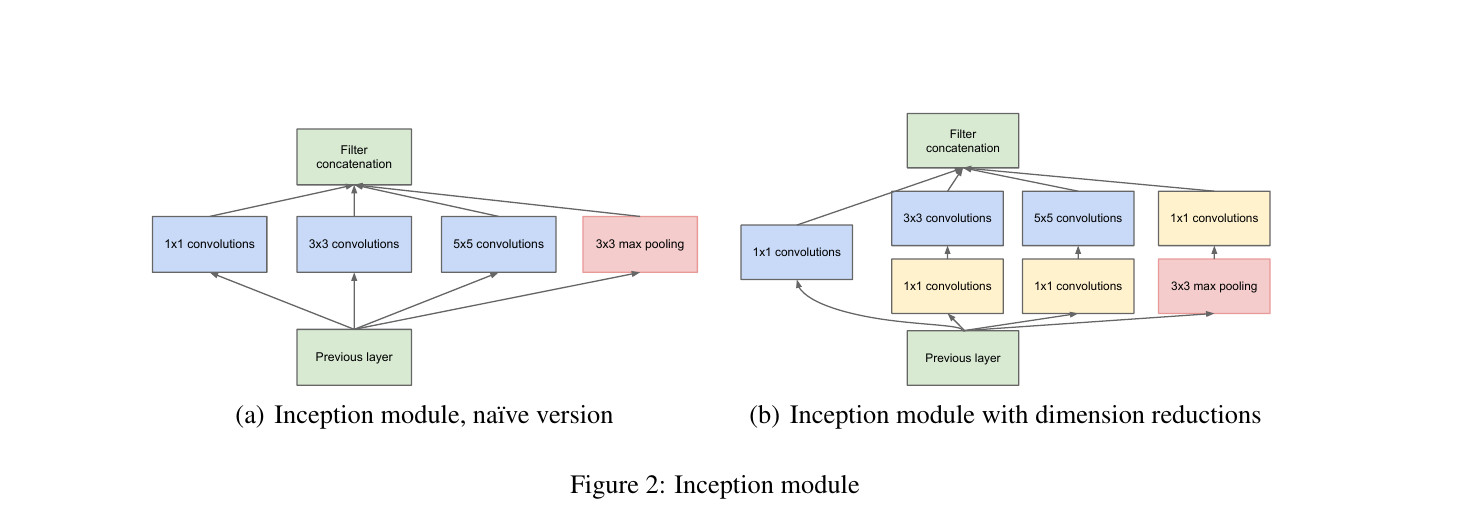 Filter
concatenation
1x1 convolutions
3x3 convolutions
5x5 convolutions
3x3 max pooling
Previous layer
(a) Inception module, naïve version
Filter
concatenation
3x3 convolutions
5x5 convolutions
1x1 convolutions
1x1 convolutions
1x1 convolutions
1x1 convolutions
3x3 max pooling
Previous layer
(b) Inception module with dimension reductions
Figure 2: Inception module